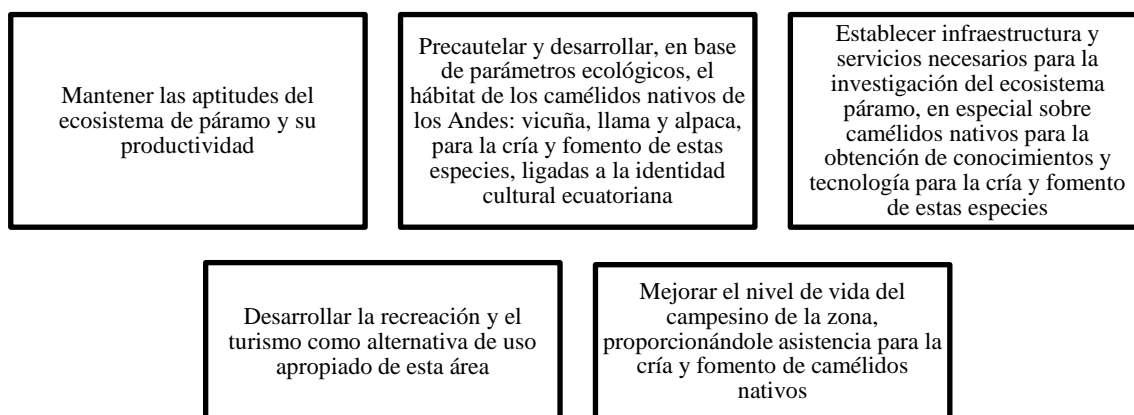 Mantener las aptitudes del
ecosistema de páramo y su
productividad
Precautelar y desarrollar, en base
de parámetros ecológicos, el
hábitat de los camélidos nativos de
los Andes: vicuña, llama y alpaca,
para la cría y fomento de estas
especies, ligadas a la identidad
cultural ecuatoriana
Establecer infraestructura y
servicios necesarios para la
investigación del ecosistema
páramo, en especial sobre
camélidos nativos para la
obtención de conocimientos y
tecnología para la cría y fomento
de estas especies
Desarrollar la recreación y el
turismo como alternativa de uso
apropiado de esta área
Mejorar el nivel de vida del
campesino de la zona,
proporcionándole asistencia para la
cría y fomento de camélidos
nativos